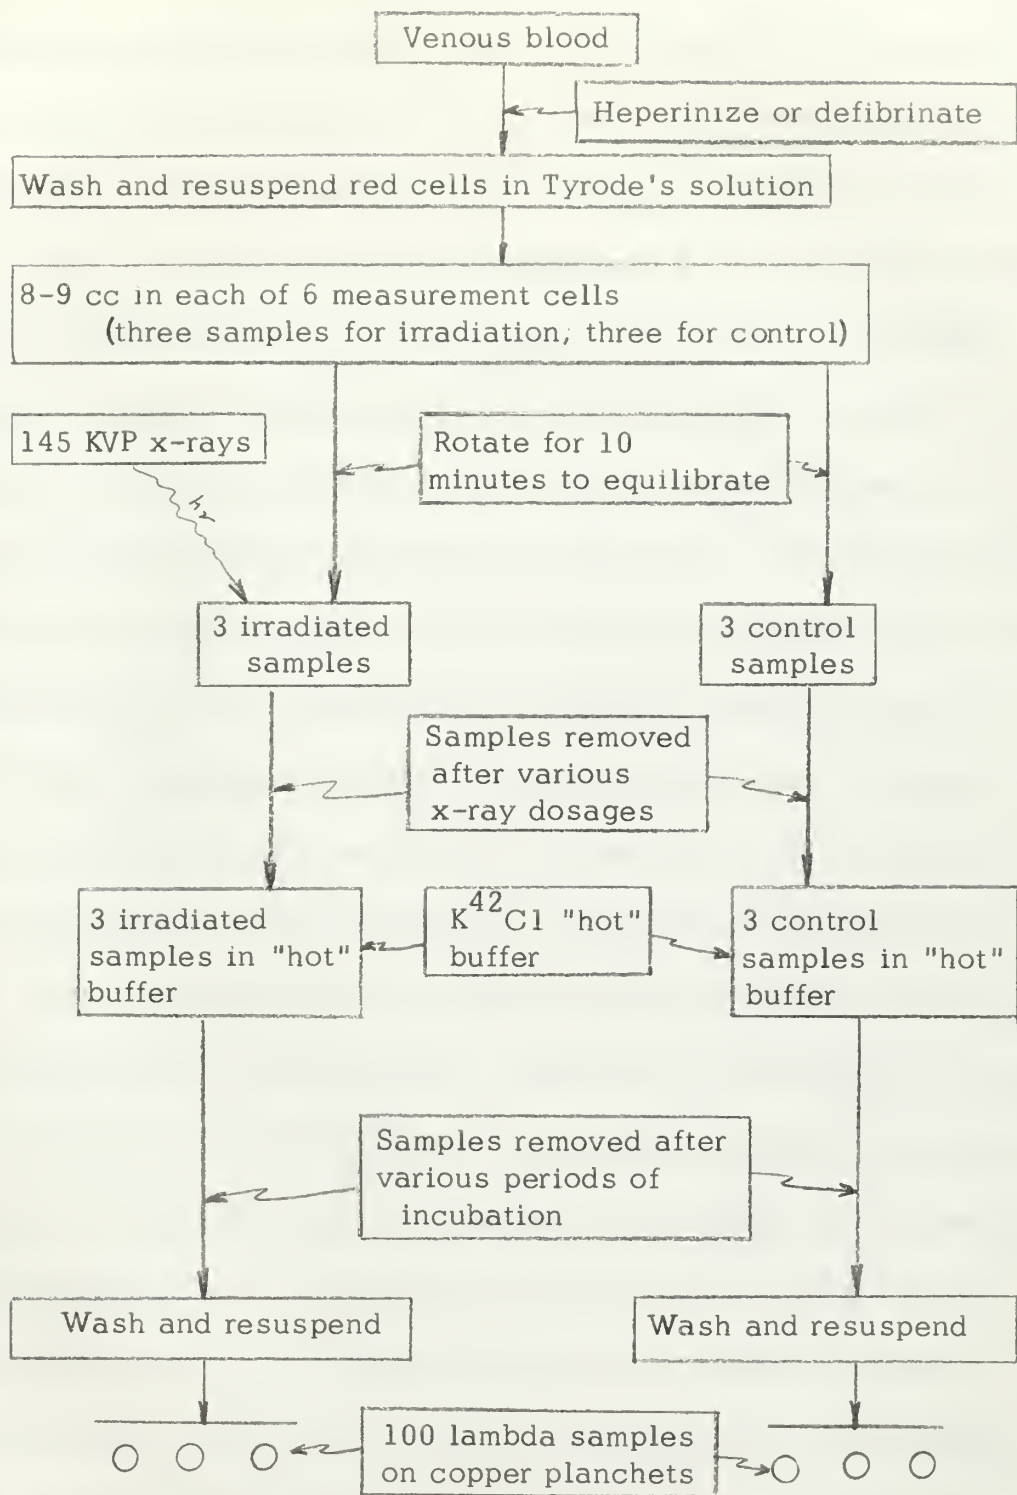 Venous blood
Heperinize or defibrinate
Wash and resuspend red cells in Tyrode's solution
8-9 cc in each of 6 measurement cells
(three samples for irradiation, three for control)
145 KVP x-rays
Rotate for 10
minutes to equilibrate
3 irradiated
samples
3 control
samples
Samples removed
after various
x-ray dosages
3 irradiated
samples in "hot"
buffer
K⁴²Cl "hot"
buffer
3 control
samples in "hot"
buffer
Samples removed after
various periods of
incubation
Wash and resuspend
Wash and resuspend
100 lambda samples
on copper planchets